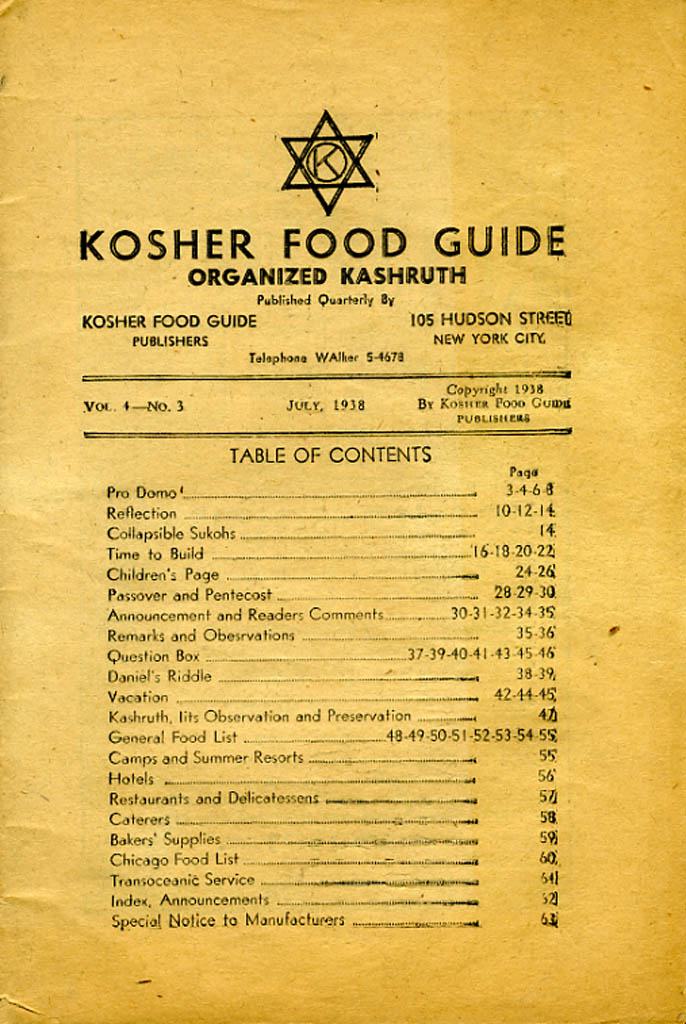 K
KOSHER FOOD GUIDE
ORGANIZED KASHRUTH
Published Quarterly By
KOSHER FOOD GUIDE 105 HUDSON STREET
PUBLISHERS NEW YORK CITY.
Telephone WAlker 5-4678
VOL. 4—NO. 3 JULY, 1938 Copyright 1938
BY KOSHER FOOD GUIDE
PUBLISHERS
TABLE OF CONTENTS
Page
Pro Domo 3-4-6-8
Reflection 10-12-14
Collapsible Sukohs 14
Time to Build 16-18-20-22
Children's Page 24-26
Passover and Pentecost 28-29-30
Announcement and Readers Comments 30-31-32-34-35
Remarks and Obesrvations 35-36
Question Box 37-39-40-41-43-45-46
Daniel's Riddle 38-39
Vacation 42-44-45
Kashruth, Iits Observation and Preservation 47
General Food List 48-49-50-51-52-53-54-55
Camps and Summer Resorts 55
Hotels 56
Restaurants and Delicatessens 57
Caterers 58
Bakers' Supplies 59
Chicago Food List 60
Transoceanic Service 61
Index, Announcements
Special Notice to Manufacturers 63